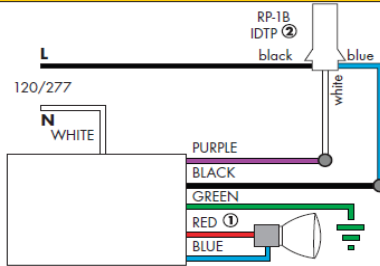 RP-1B
IDTP ②
L
black
blue
120/277
white
N
WHITE
PURPLE
BLACK
GREEN
RED ①
BLUE